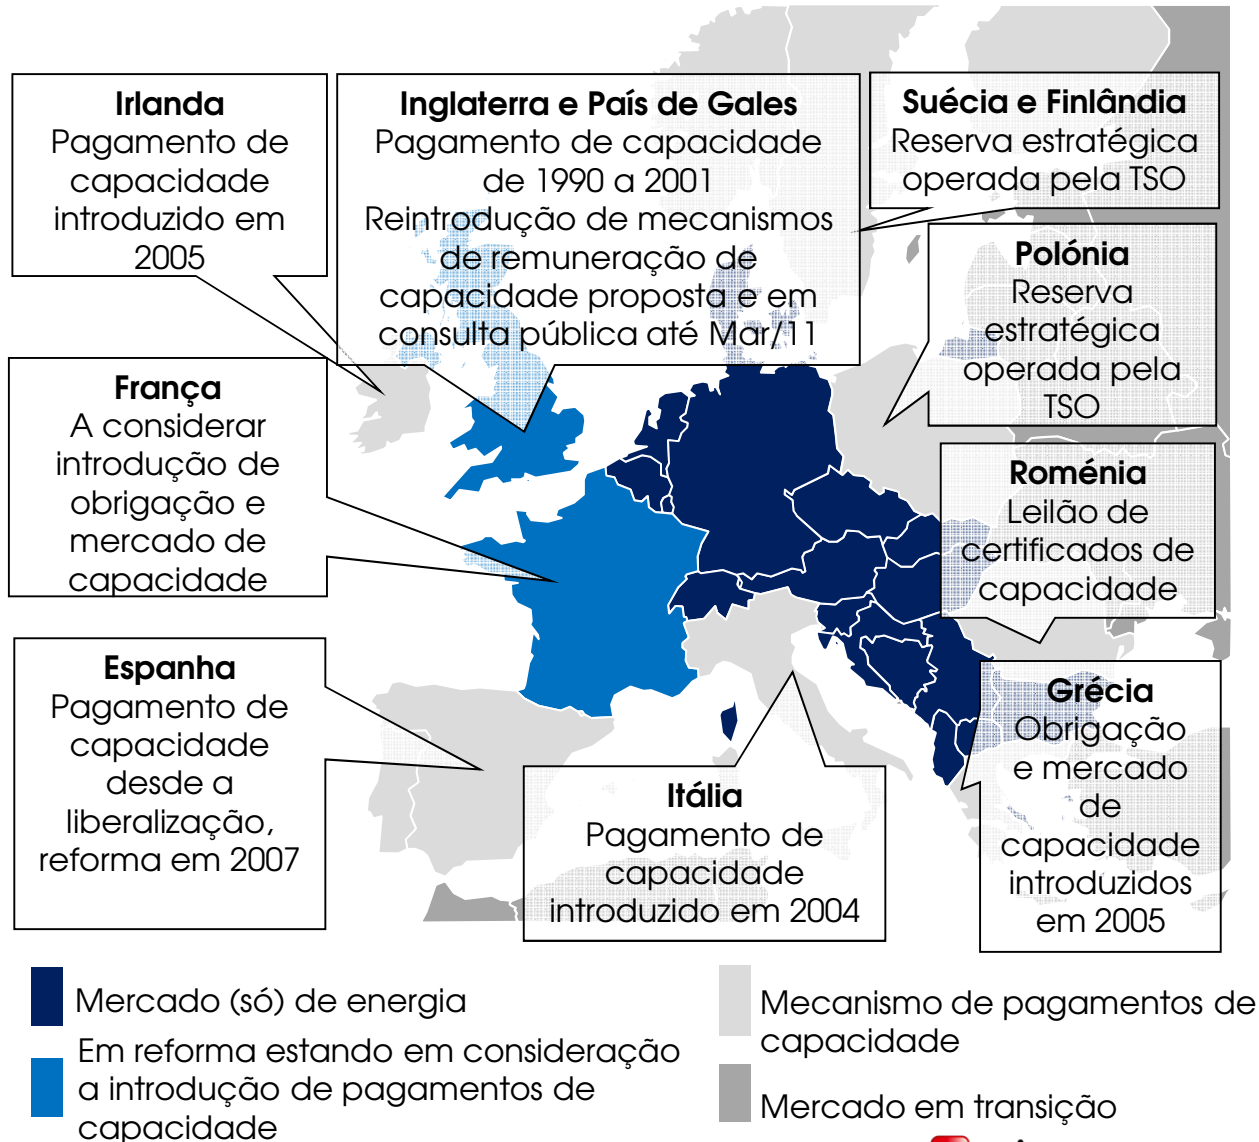 Irlanda
Pagamento de
capacidade
introduzido em
2005
Inglaterra e País de Gales
Pagamento de capacidade
de 1990 a 2001
Reintrodução de mecanismos
de remuneração de
capacidade proposta e em
consulta pública até Mar/11
Suécia e Finlândia
Reserva estratégica
operada pela TSO
Polónia
Reserva
estratégica
operada pela
TSO
França
A considerar
introdução de
obrigação e
mercado de
capacidade
Roménia
Leilão de
certificados de
capacidade
Espanha
Pagamento de
capacidade
desde a
liberalização,
reforma em 2007
Itália
Pagamento de
capacidade
introduzido em 2004
Grécia
Obrigação
e mercado
de
capacidade
introduzidos
em 2005
Mercado (só) de energia
Em reforma estando em consideração
a introdução de pagamentos de
capacidade
Mecanismo de pagamentos de
capacidade
Mercado em transição